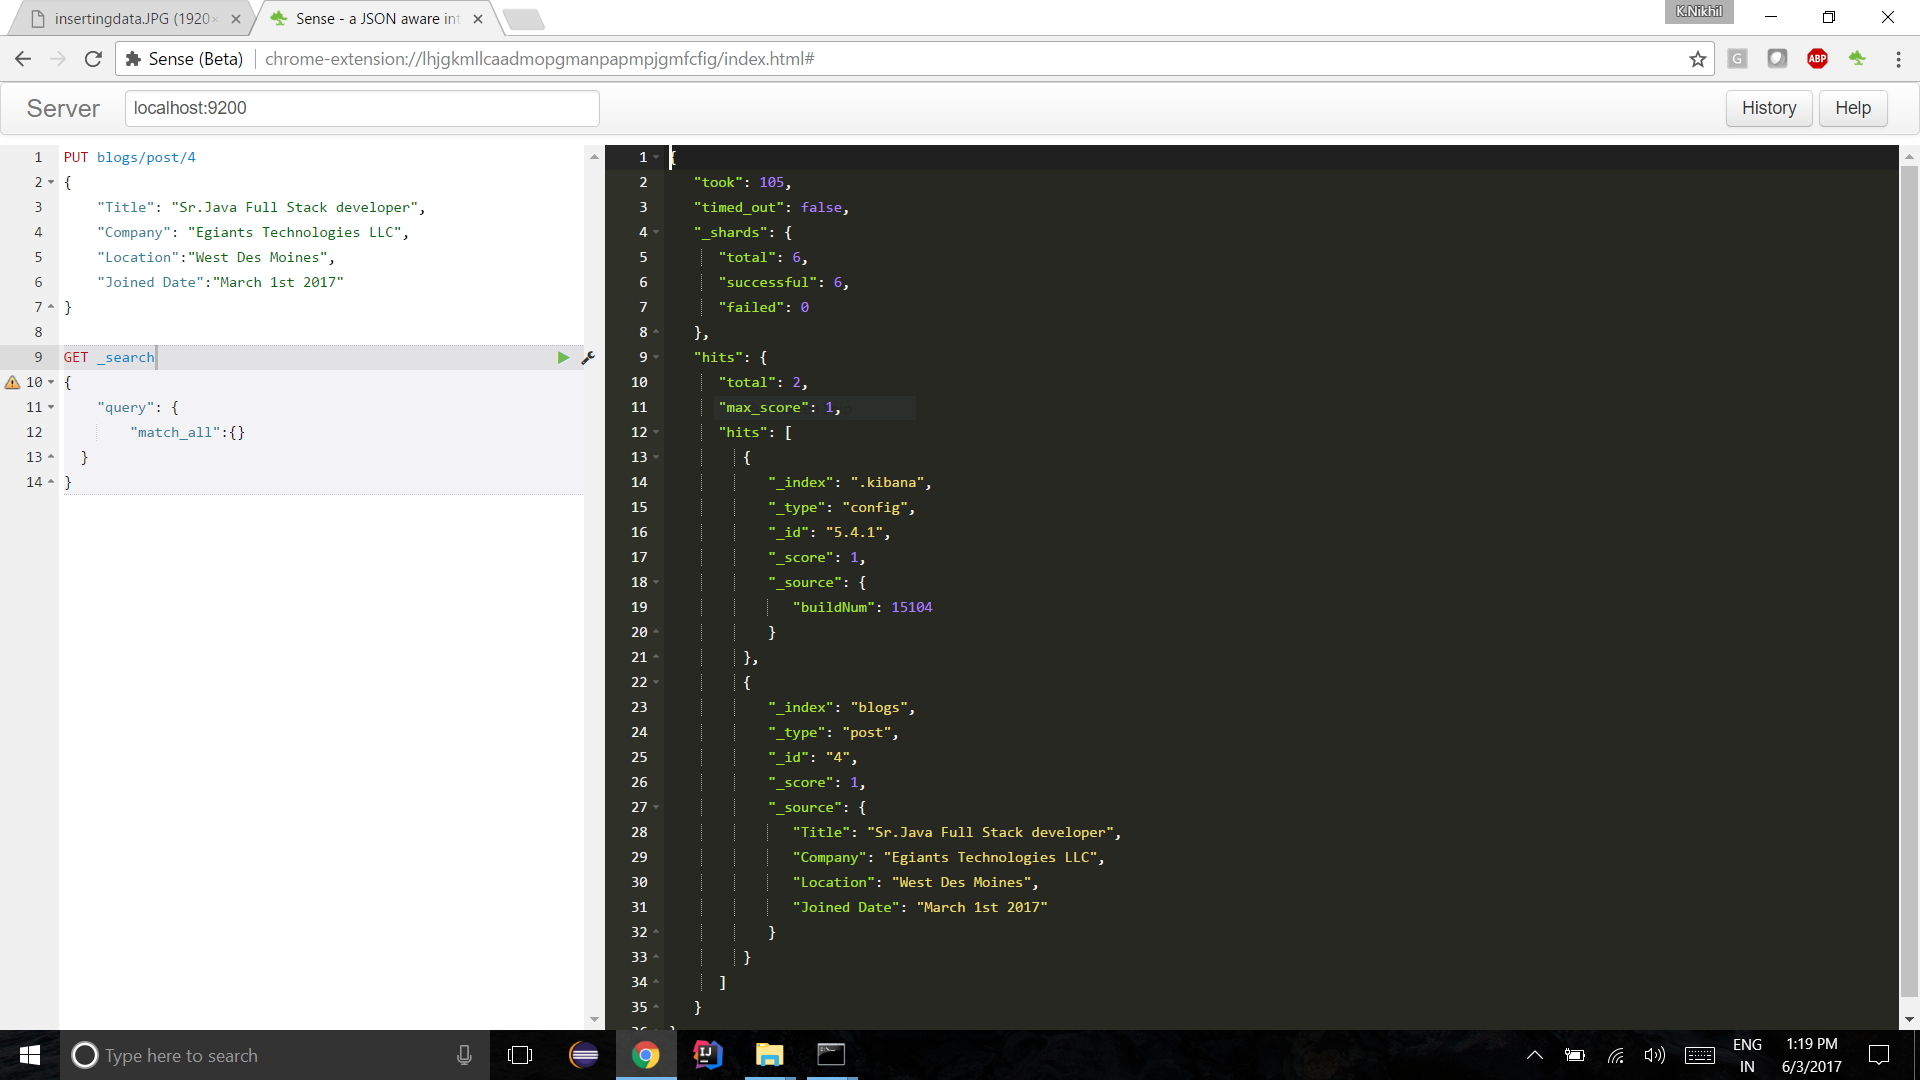 insertingdata.JPG (1920×
Sense - a JSON aware int
K.Nikhil
Sense (Beta)
chrome-extension://lhjgkmllcaadmopgmanpapmpjgmfcfig/index.html#
G
ABP
Server
localhost:9200
History
Help
1 PUT blogs/post/4
2 {
3 "Title": "Sr.Java Full Stack developer",
4 "Company": "Egiants Technologies LLC",
5 "Location":"West Des Moines",
6 "Joined Date":"March 1st 2017"
7 }
8
9 GET _search
10 {
11 "query": {
12 "match_all":{}
13 }
14 }
1 {
2 "took": 105,
3 "timed_out": false,
4 "_shards": {
5 "total": 6,
6 "successful": 6,
7 "failed": 0
8 },
9 "hits": {
10 "total": 2,
11 "max_score": 1,
12 "hits": [
13 {
14 "_index": ".kibana",
15 "_type": "config",
16 "_id": "5.4.1",
17 "_score": 1,
18 "_source": {
19 "buildNum": 15104
20 }
21 },
22 {
23 "_index": "blogs",
24 "_type": "post",
25 "_id": "4",
26 "_score": 1,
27 "_source": {
28 "Title": "Sr.Java Full Stack developer",
29 "Company": "Egiants Technologies LLC",
30 "Location": "West Des Moines",
31 "Joined Date": "March 1st 2017"
32 }
33 }
34 ]
35 }
36 }
Type here to search
IJ
ENG
IN
1:19 PM
6/3/2017